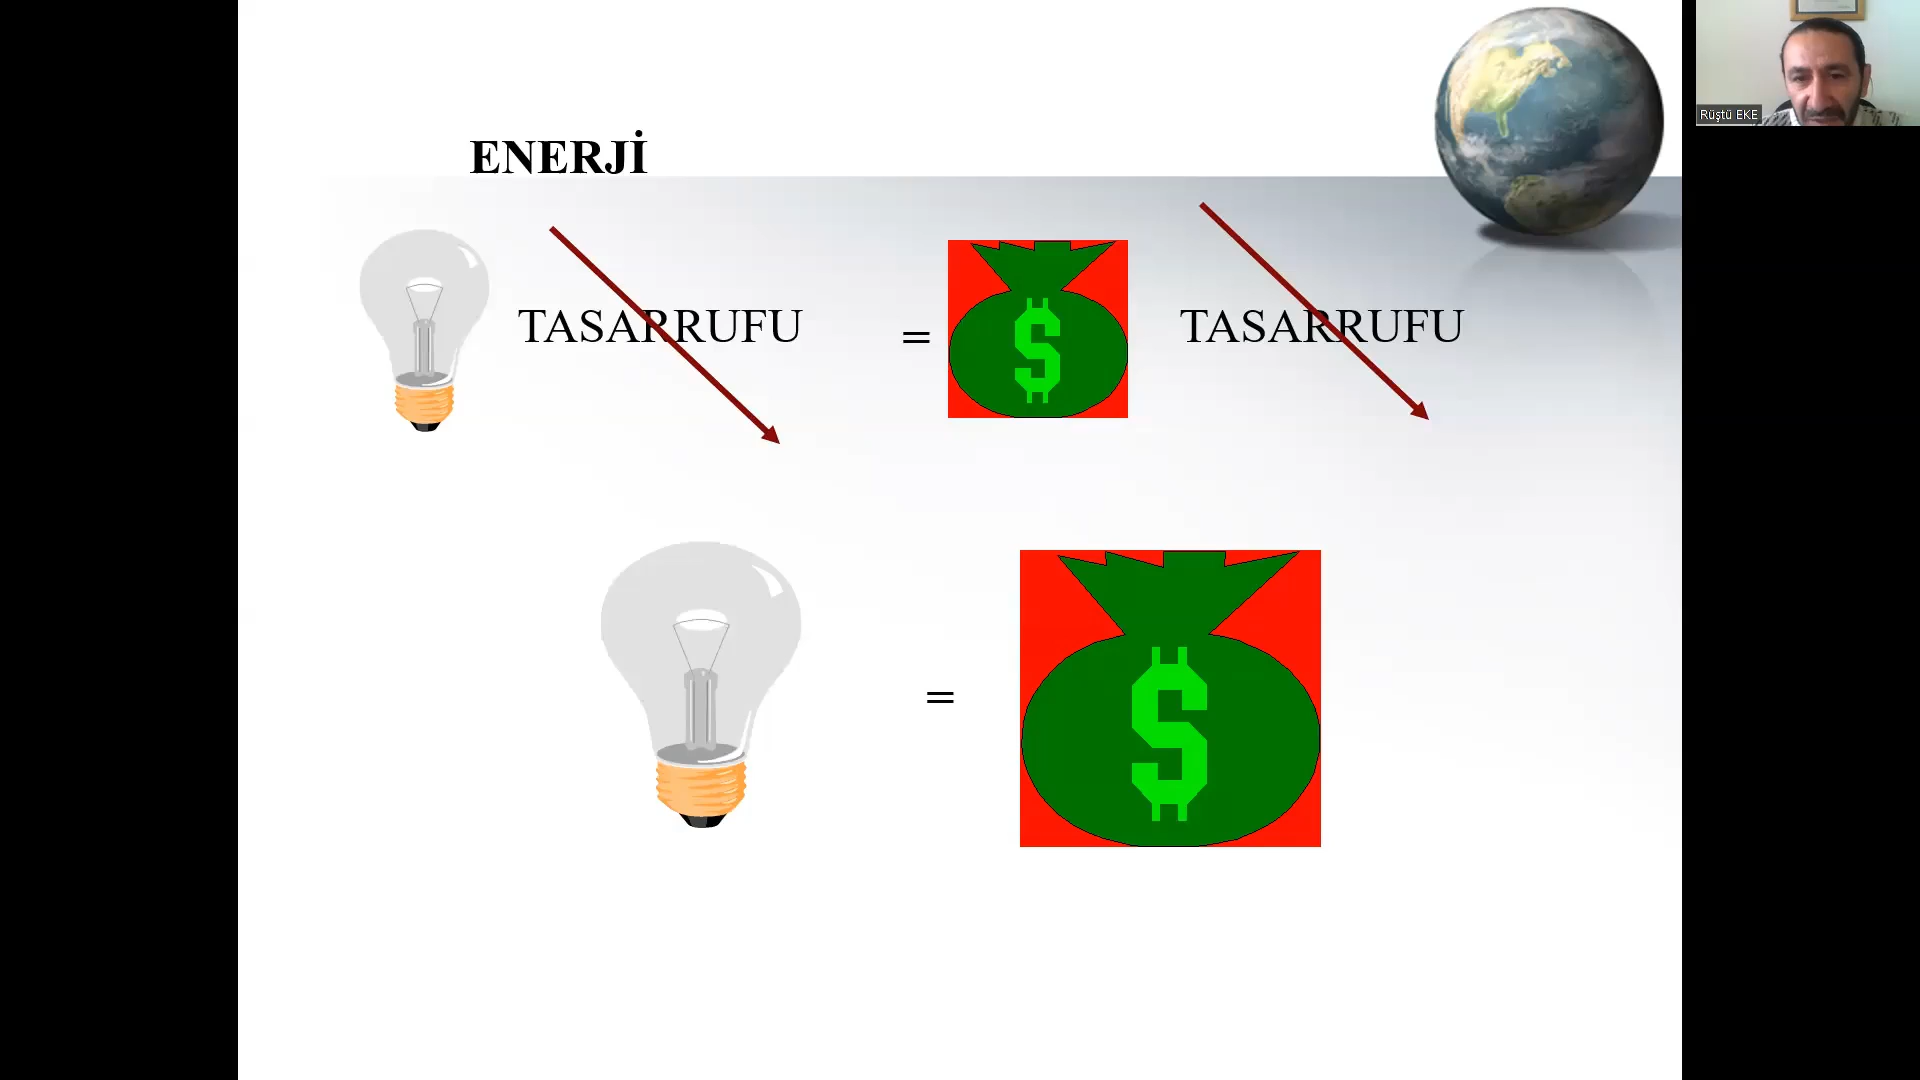 Rüştü EKE
ENERJİ
TASARRUFU = $ TASARRUFU
= $